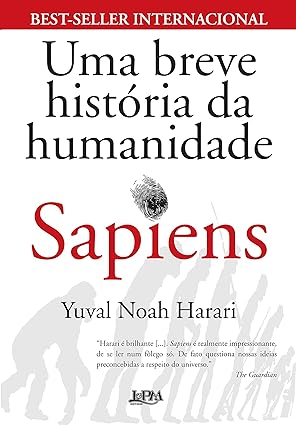 BEST-SELLER INTERNACIONAL
Uma breve
história da
humanidade
Sapiens
Yuval Noah Harari
"Harari é brilhante [...]. Sapiens é realmente impressionante,
de se ler num fôlego só. De fato questiona nossas ideias
preconcebidas a respeito do universo."
The Guardian
L&PM
EDITORES